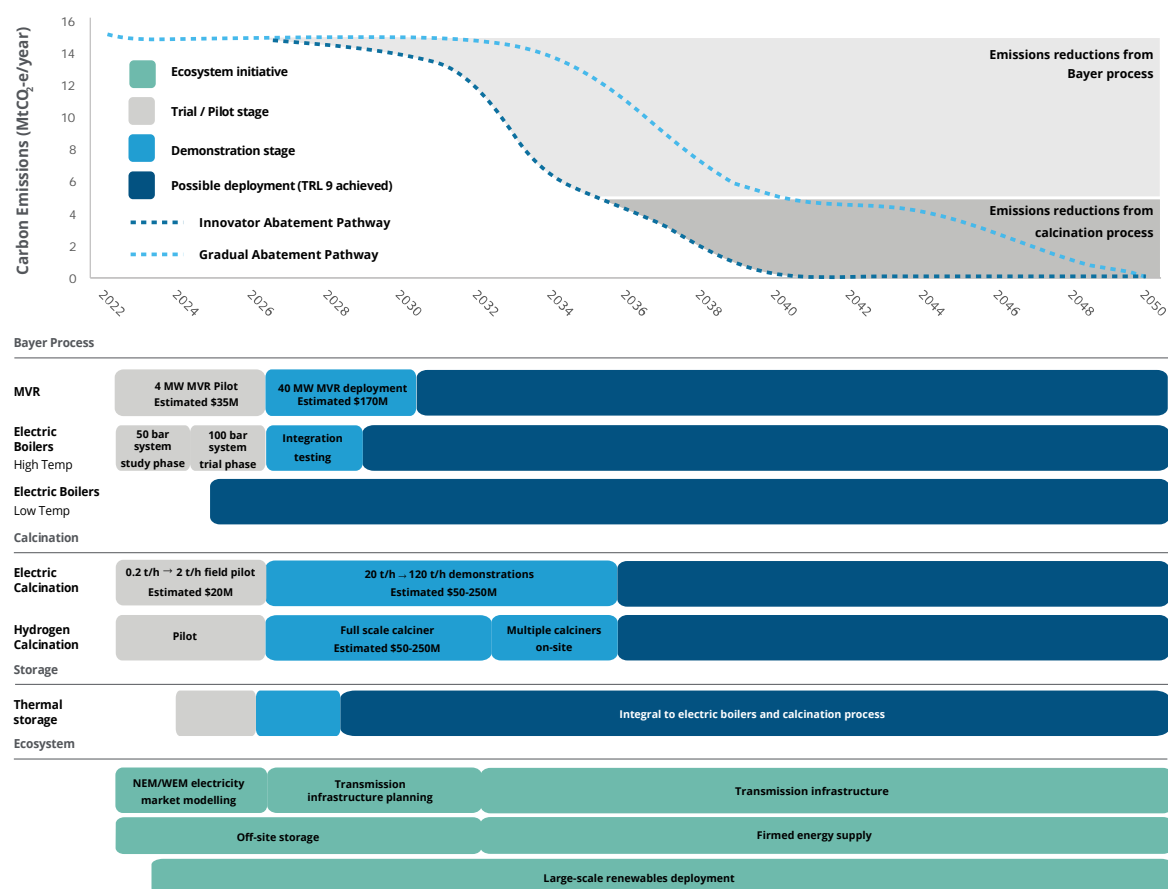 Carbon Emissions (MtCO2-e/year)
16
14
12
10
8
6
4
2
0
Emissions reductions from
Bayer process
Ecosystem initiative
Trial / Pilot stage
Demonstration stage
Possible deployment (TRL 9 achieved)
Innovator Abatement Pathway
Gradual Abatement Pathway
Emissions reductions from
calcination process
2022
2024
2026
2028
2030
2032
2034
2036
2038
2040
2042
2044
2046
2048
2050
Bayer Process
MVR
4 MW MVR Pilot
Estimated $35M
40 MW MVR deployment
Estimated $170M
Electric
Boilers
High Temp
50 bar
system
study phase
100 bar
system
trial phase
Integration
testing
Electric Boilers
Low Temp
Calcination
Electric
Calcination
0.2 t/h → 2 t/h field pilot
Estimated $20M
20 t/h → 120 t/h demonstrations
Estimated $50-250M
Hydrogen
Calcination
Pilot
Full scale calciner
Estimated $50-250M
Multiple calciners
on-site
Storage
Thermal
storage
Integral to electric boilers and calcination process
Ecosystem
NEM/WEM electricity
market modelling
Transmission
infrastructure planning
Transmission infrastructure
Off-site storage
Firmed energy supply
Large-scale renewables deployment